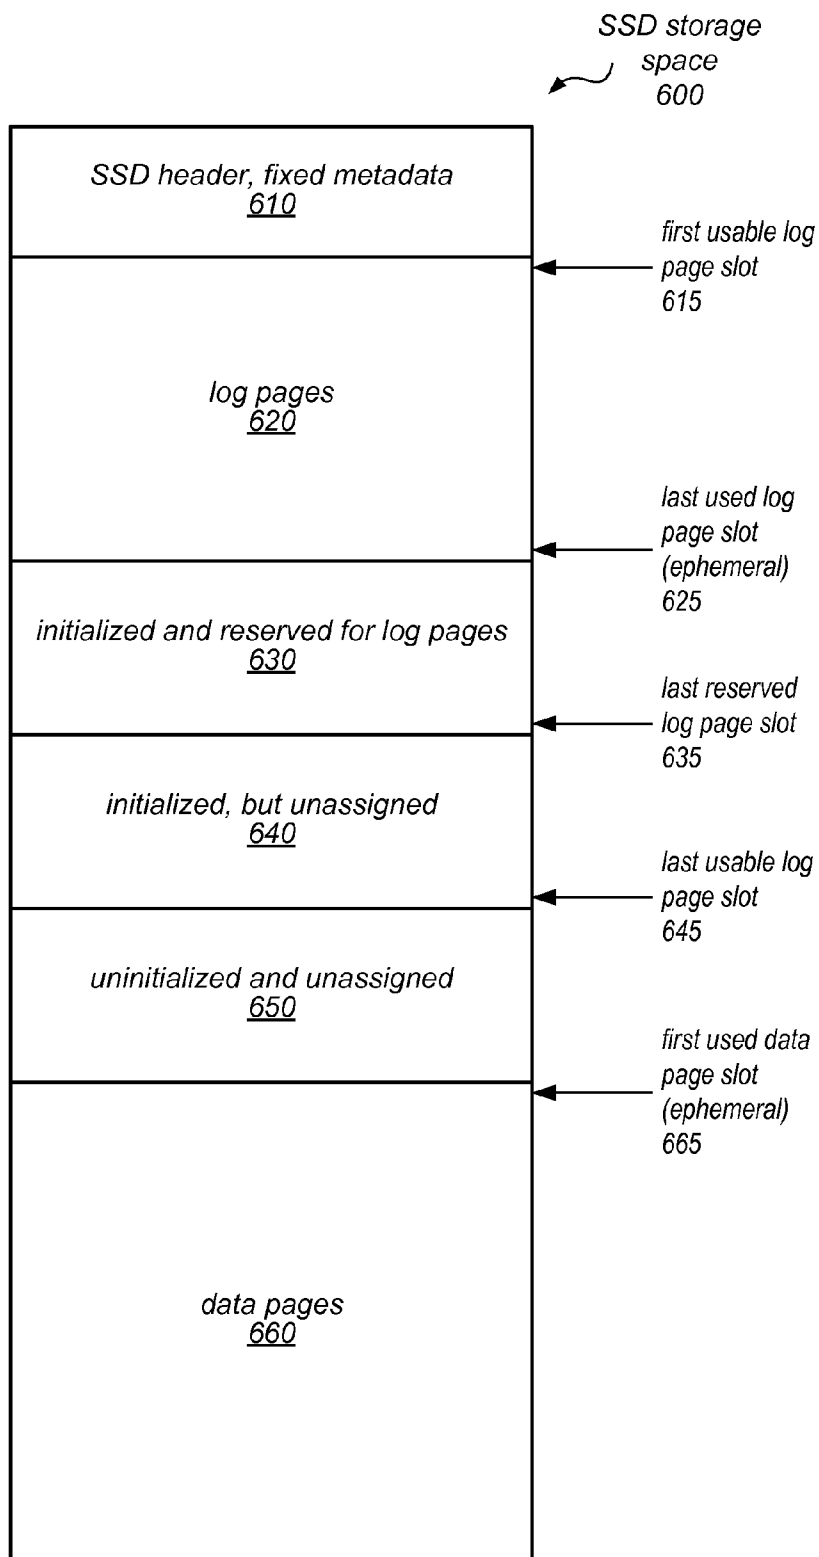 SSD storage
space
600
SSD header, fixed metadata
610
first usable log
page slot
615
log pages
620
last used log
page slot
(ephemeral)
625
initialized and reserved for log pages
630
last reserved
log page slot
635
initialized, but unassigned
640
last usable log
page slot
645
uninitialized and unassigned
650
first used data
page slot
(ephemeral)
665
data pages
660